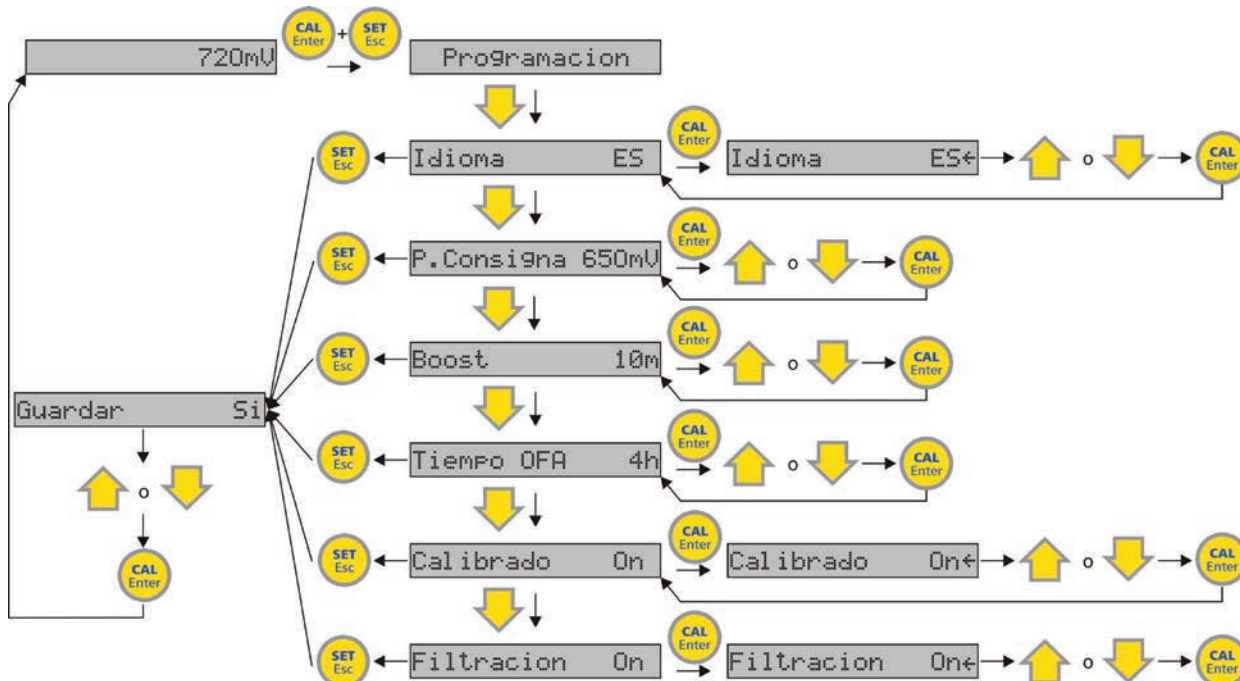 720mV
CAL
Enter
+
SET
Esc
Programacion
SET
Esc
Idioma ES
CAL
Enter
Idioma ES←
o
CAL
Enter
SET
Esc
P.Consigna 650mV
CAL
Enter
o
CAL
Enter
SET
Esc
Boost 10m
CAL
Enter
o
CAL
Enter
Guardar Si
o
CAL
Enter
SET
Esc
Tiempo OFA 4h
CAL
Enter
o
CAL
Enter
SET
Esc
Calibrado On
CAL
Enter
Calibrado On←
o
CAL
Enter
SET
Esc
Filtracion On
CAL
Enter
Filtracion On←
o
CAL
Enter